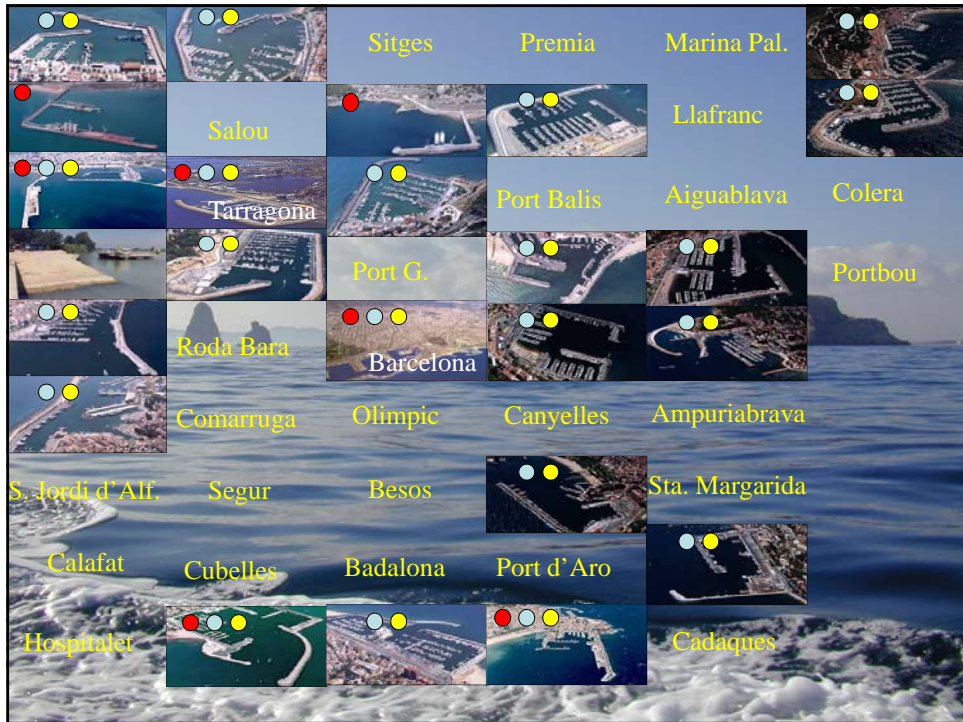 Sitges Premia Marina Pal.
Salou Llafranc
Tarragona Port Balis Aiguablava Colera
Port G. Portbou
Roda Bara Barcelona
Comarruga Olimpic Canyelles Ampuriabrava
S. Jordi d’Alf. Segur Besos Sta. Margarida
Calafat Cubelles Badalona Port d’Aro
Hospitalet Cadaques